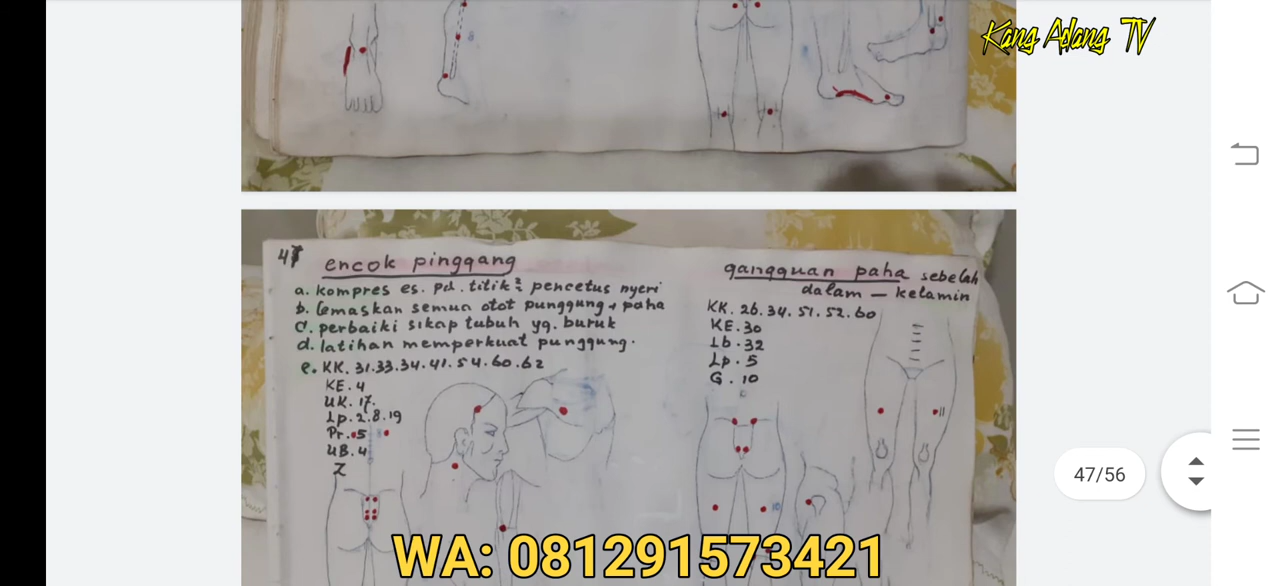 Kang Adang TV
47
encok pinggang
a. kompres es. pd. titik² pencetus nyeri
b. lemaskan semua otot punggung + paha
c. perbaiki sikap tubuh yg. buruk
d. latihan memperkuat punggung.
e. KK. 31.33.34.41.54.60.62
KE. 4
UK. 17.
Lp. 2.8.19
Pr. 5
UB. 4
Z
gangguan paha sebelah
dalam — kelamin
KK. 26.34.51.52.60
KE. 30
Lb. 32
Lp. 5
G. 10
11
10
47/56
WA: 081291573421